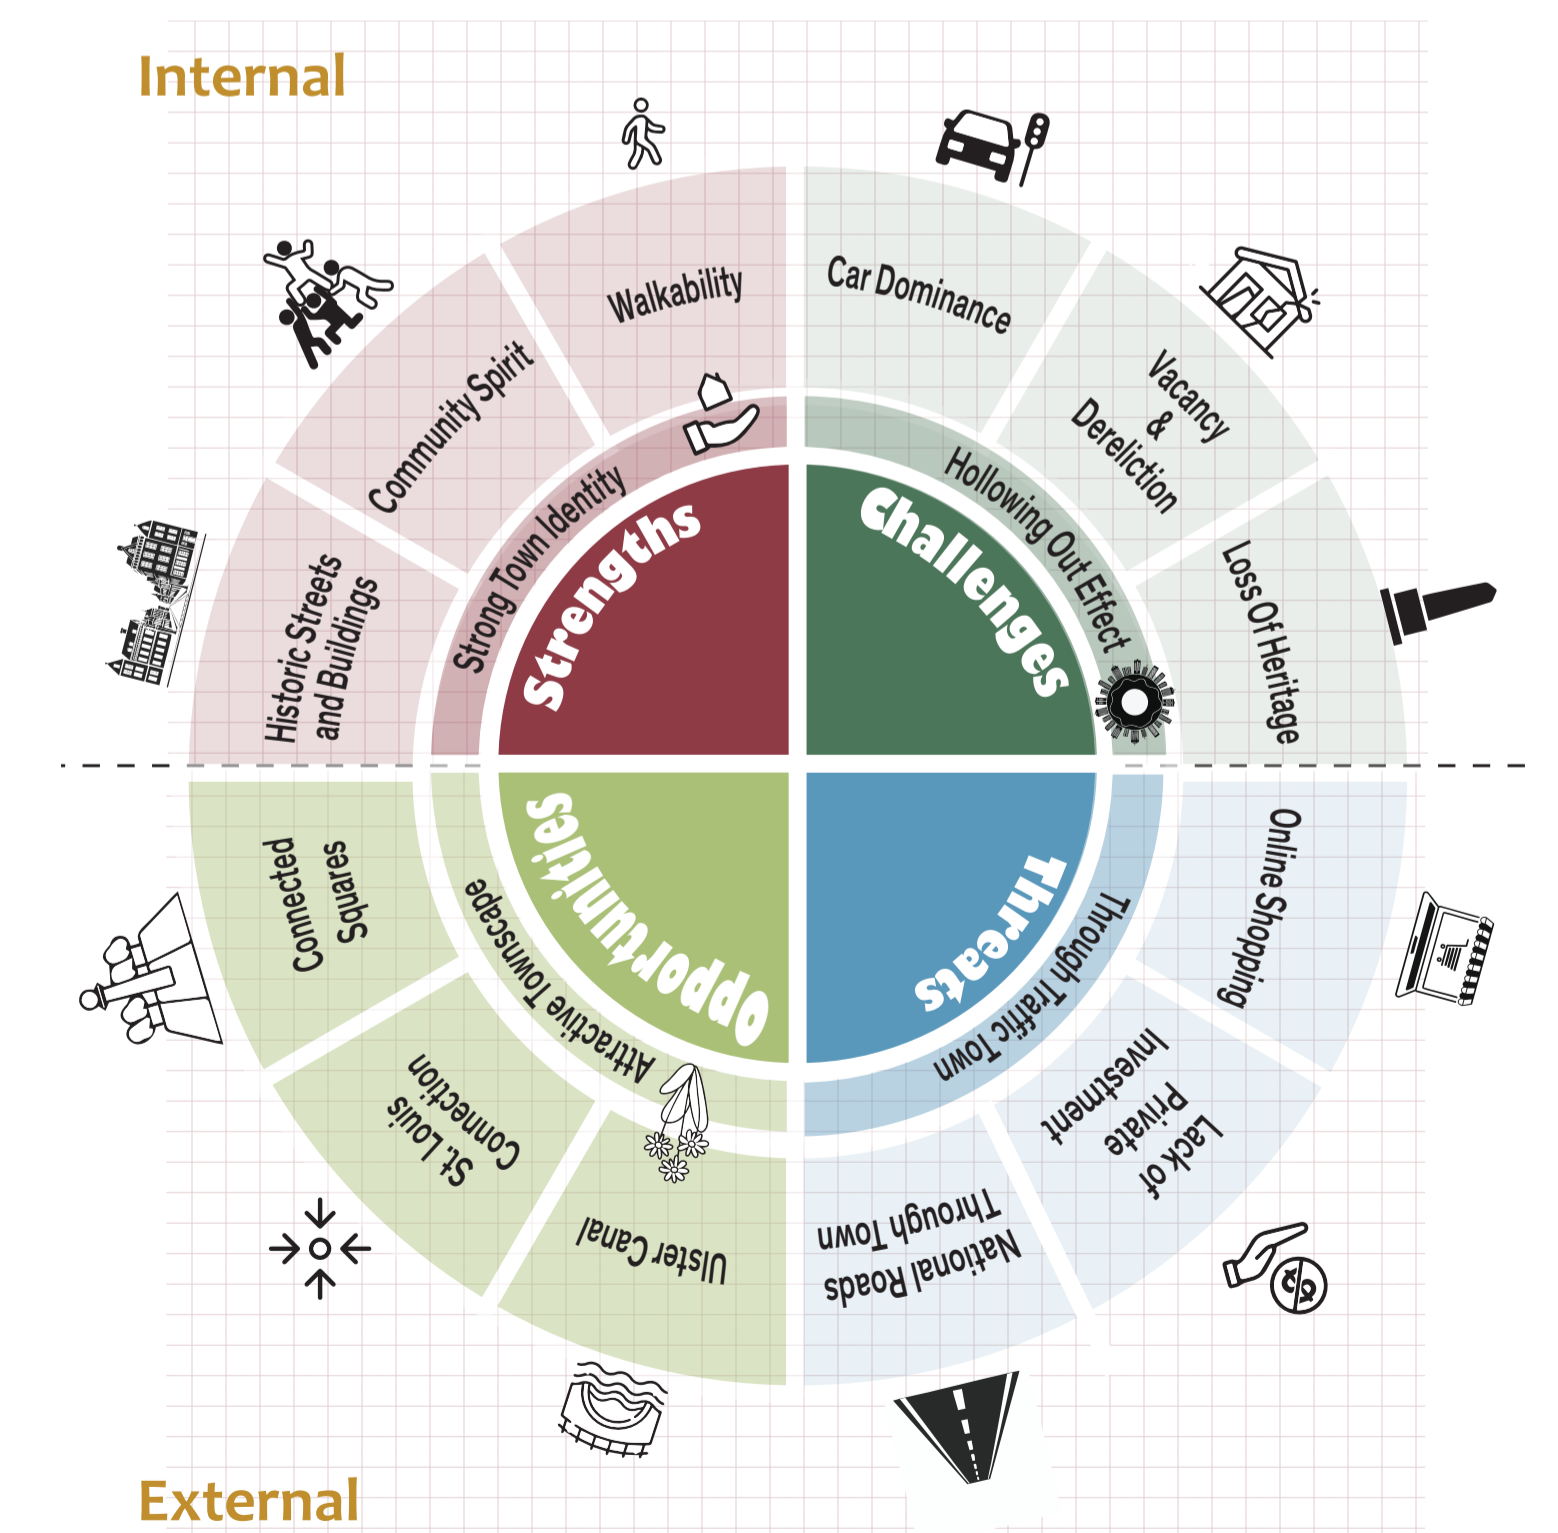 Internal
Walkability
Community Spirit
Historic Streets
and Buildings
Strong Town Identity
Strengths
Car Dominance
Vacancy
&
Dereliction
Loss Of Heritage
Hollowing Out Effect
Challenges
Connected
Squares
St. Louis
Connection
Ulster Canal
Attractive Townscape
Opportunities
Online Shopping
Lack of
Private
Investment
National Roads
Through Town
Through Traffic Town
Threats
External